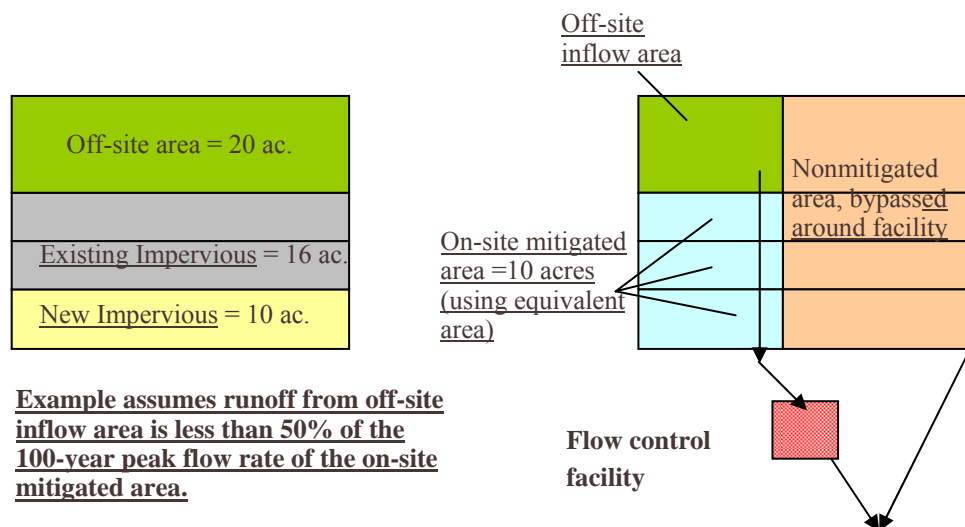 Off-site
inflow area
Off-site area = 20 ac.
Existing Impervious = 16 ac.
New Impervious = 10 ac.
Nonmitigated
area, bypassed
around facility
On-site mitigated
area =10 acres
(using equivalent
area)
Example assumes runoff from off-site
inflow area is less than 50% of the
100-year peak flow rate of the on-site
mitigated area.
Flow control
facility